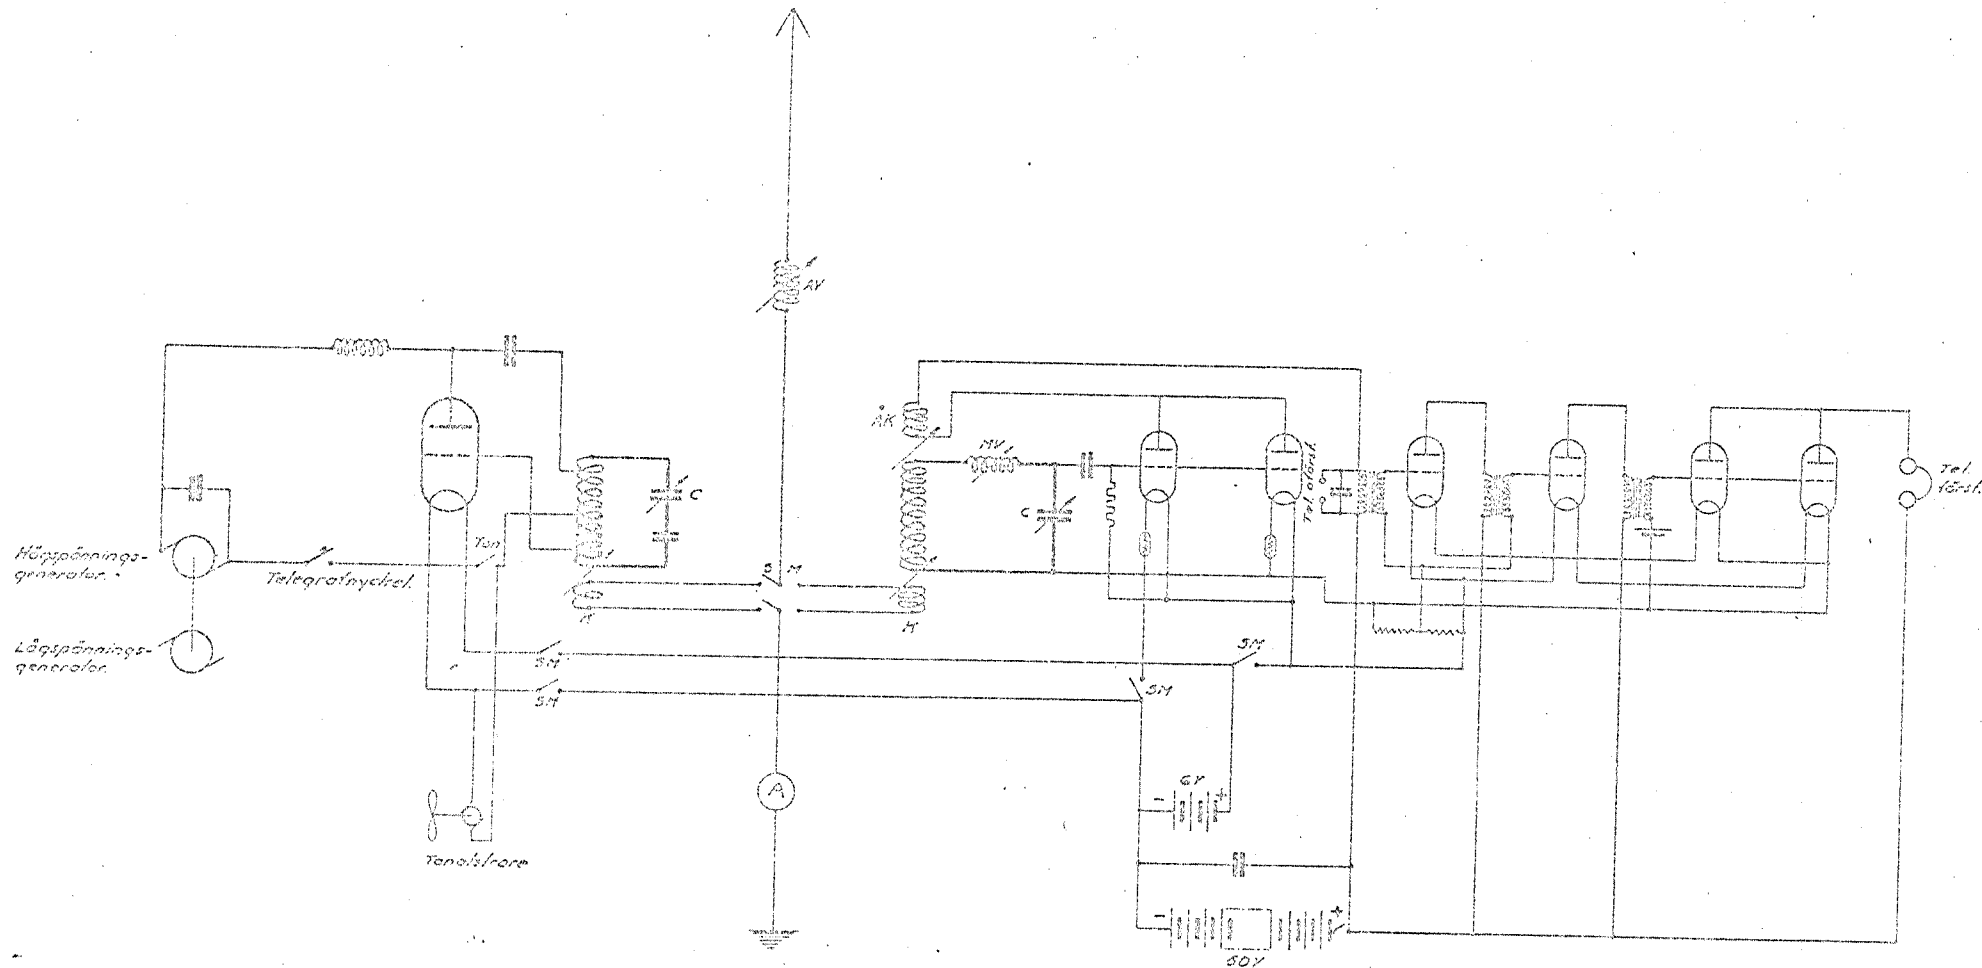 AV
ÅK
MV
C
C
Tel. oförst.
Tel.
först.
Högspännings-
generator.
Telegrafnyckel.
Ton
S M
K
K
Lågspännings-
generator.
SM
SM
SM
SM
A
6V
- +
Tonalstrare
- +
60V